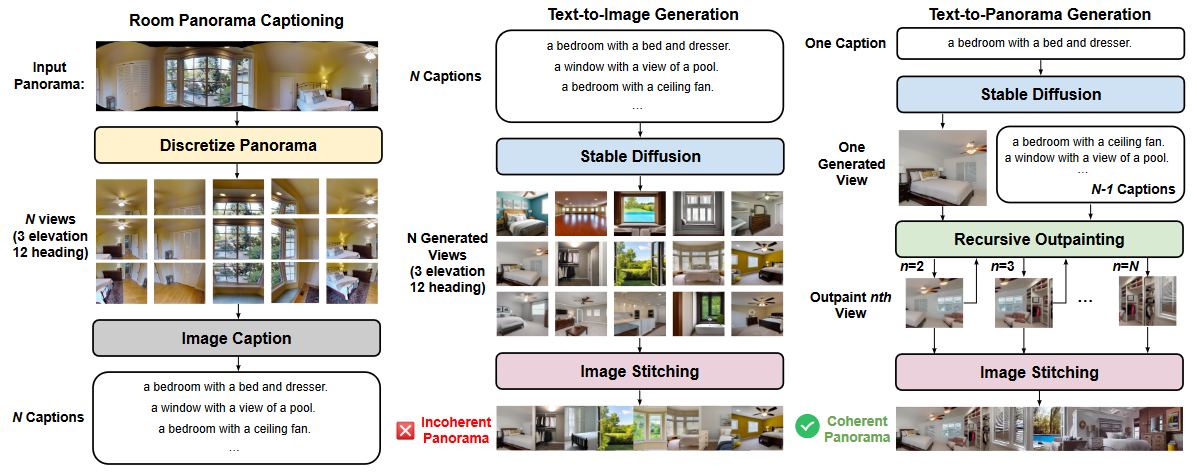 Room Panorama Captioning
Input
Panorama:
Discretize Panorama
N views
(3 elevation
12 heading)
Image Caption
N Captions
a bedroom with a bed and dresser.
a window with a view of a pool.
a bedroom with a ceiling fan.
...
Text-to-Image Generation
N Captions
a bedroom with a bed and dresser.
a window with a view of a pool.
a bedroom with a ceiling fan.
...
Stable Diffusion
N Generated
Views
(3 elevation
12 heading)
Image Stitching
Incoherent
Panorama
Text-to-Panorama Generation
One Caption
a bedroom with a bed and dresser.
Stable Diffusion
One
Generated
View
a bedroom with a ceiling fan.
a window with a view of a pool.
...
N-1 Captions
Recursive Outpainting
n=2
n=3
n=N
Outpaint nth
View
...
Image Stitching
Coherent
Panorama